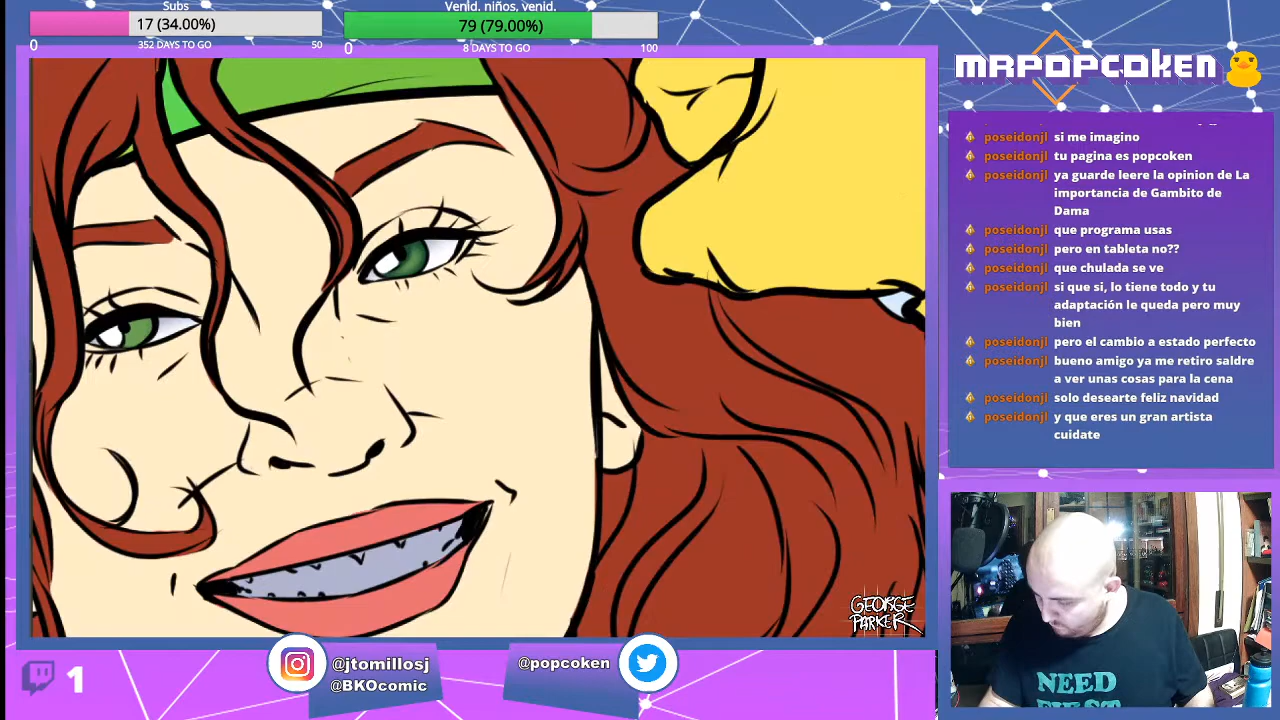 Subs
17 (34.00%)
0
352 DAYS TO GO
50
Venid, niños, venid.
79 (79.00%)
0
8 DAYS TO GO
100
MRPOPCOKEN
poseidonjl si me imagino
poseidonjl tu pagina es popcoken
poseidonjl ya guarde leere la opinion de La
importancia de Gambito de
Dama
poseidonjl que programa usas
poseidonjl pero en tableta no??
poseidonjl que chulada se ve
poseidonjl si que si, lo tiene todo y tu
adaptación le queda pero muy
bien
poseidonjl pero el cambio a estado perfecto
poseidonjl bueno amigo ya me retiro saldre
a ver unas cosas para la cena
poseidonjl solo desearte feliz navidad
poseidonjl y que eres un gran artista
cuidate
GEORGE
PARKER
NEED
FIRST
1
@jtomillosj
@BKOcomic
@popcoken